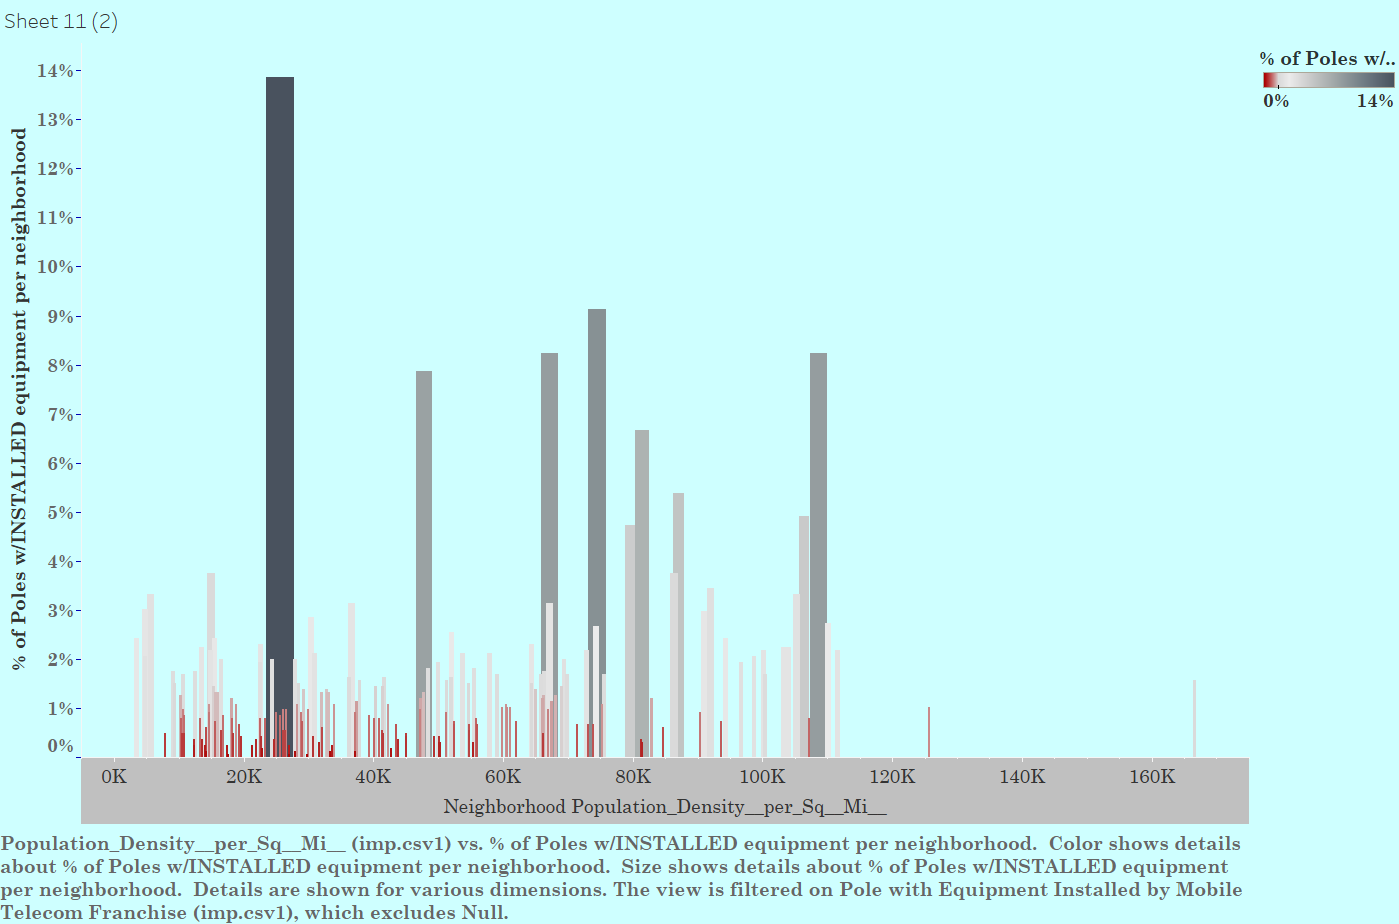 Sheet 11 (2)
% of Poles w/..
0% 14%
% of Poles w/INSTALLED equipment per neighborhood
14%
13%
12%
11%
10%
9%
8%
7%
6%
5%
4%
3%
2%
1%
0%
0K 20K 40K 60K 80K 100K 120K 140K 160K
Neighborhood Population_Density__per_Sq__Mi__
Population_Density__per_Sq__Mi__ (imp.csv1) vs. % of Poles w/INSTALLED equipment per neighborhood.  Color shows details
about % of Poles w/INSTALLED equipment per neighborhood.  Size shows details about % of Poles w/INSTALLED equipment
per neighborhood.  Details are shown for various dimensions. The view is filtered on Pole with Equipment Installed by Mobile
Telecom Franchise (imp.csv1), which excludes Null.